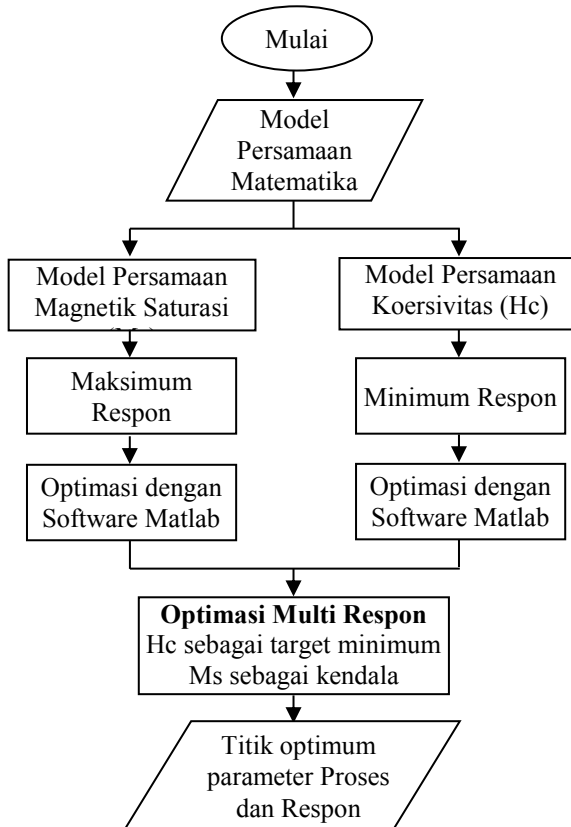 Mulai
Model
Persamaan
Matematika
Model Persamaan
Magnetik Saturasi
Model Persamaan
Koersivitas (Hc)
Maksimum
Respon
Minimum Respon
Optimasi dengan
Software Matlab
Optimasi dengan
Software Matlab
Optimasi Multi Respon
Hc sebagai target minimum
Ms sebagai kendala
Titik optimum
parameter Proses
dan Respon